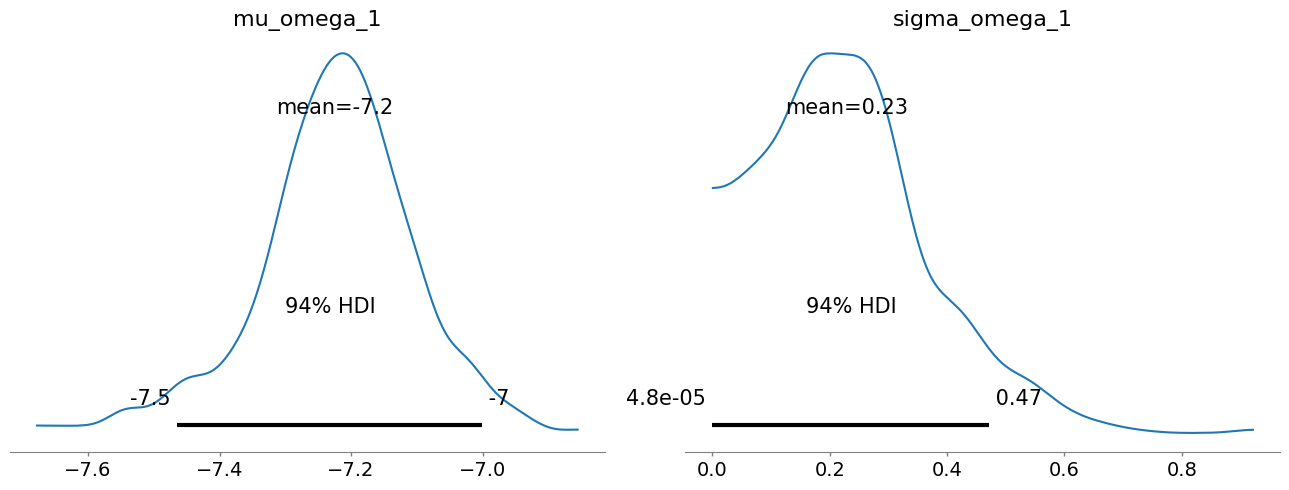 mu_omega_1
mean=-7.2
94% HDI
-7.5
-7
−7.6
−7.4
−7.2
−7.0
sigma_omega_1
mean=0.23
94% HDI
4.8e-05
0.47
0.0
0.2
0.4
0.6
0.8